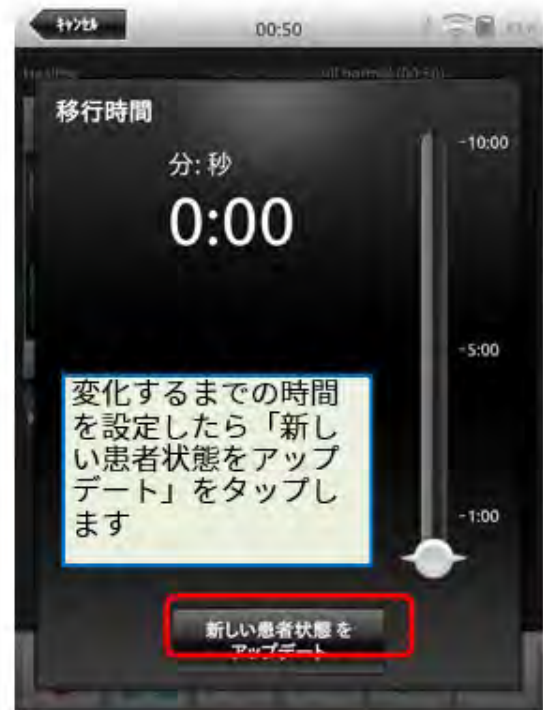 キャンセル
00:50
移行時間
分: 秒
0:00
-10:00
-5:00
-1:00
変化するまでの時間
を設定したら「新し
い患者状態をアップ
デート」をタップし
ます
新しい患者状態 を
アップデート